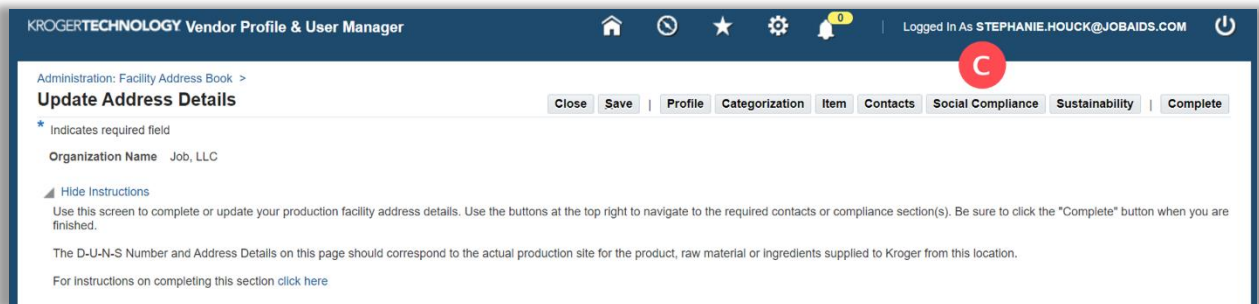 KROGERTECHNOLOGY. Vendor Profile & User Manager
0
Logged In As STEPHANIE.HOUCK@JOBAIDS.COM
C
Administration: Facility Address Book >
Update Address Details
Close Save | Profile Categorization Item Contacts Social Compliance Sustainability | Complete
* Indicates required field
Organization Name Job, LLC
Hide Instructions
Use this screen to complete or update your production facility address details. Use the buttons at the top right to navigate to the required contacts or compliance section(s). Be sure to click the "Complete" button when you are
finished.
The D-U-N-S Number and Address Details on this page should correspond to the actual production site for the product, raw material or ingredients supplied to Kroger from this location.
For instructions on completing this section click here